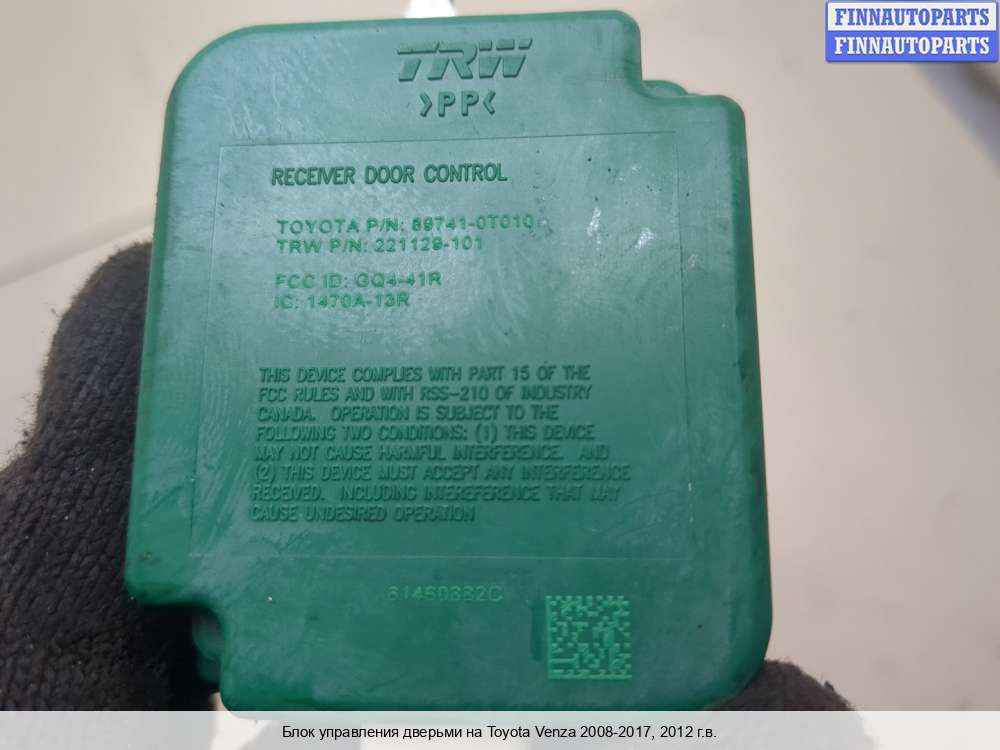 FINNAUTOPARTS
FINNAUTOPARTS
TRW
>PP<
RECEIVER DOOR CONTROL
TOYOTA P/N: 89741-0T010
TRW P/N: 221129-101
FCC ID: GQ4-41R
IC: 1470A-13R
THIS DEVICE COMPLIES WITH PART 15 OF THE
FCC RULES AND WITH RSS-210 OF INDUSTRY
CANADA. OPERATION IS SUBJECT TO THE
FOLLOWING TWO CONDITIONS: (1) THIS DEVICE
MAY NOT CAUSE HARMFUL INTERFERENCE. AND
(2) THIS DEVICE MUST ACCEPT ANY INTERFERENCE
RECEIVED. INCLUDING INTEREFERENCE THAT MAY
CAUSE UNDESIRED OPERATION
Блок управления дверьми на Toyota Venza 2008-2017, 2012 г.в.